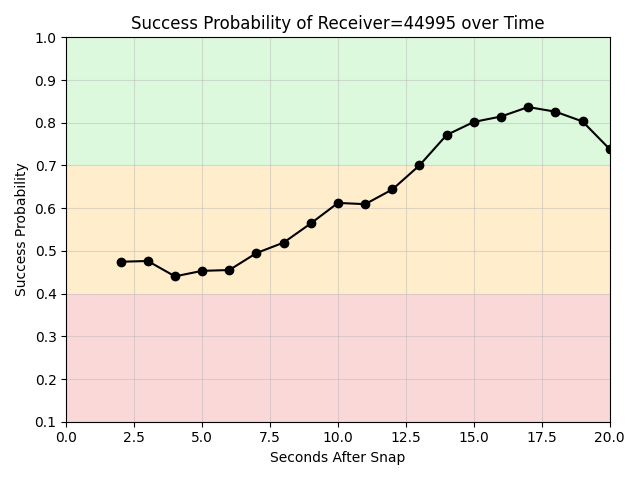 Success Probability of Receiver=44995 over Time
1.0
0.9
0.8
0.7
0.6
0.5
0.4
0.3
0.2
0.1
Success Probability
0.0 2.5 5.0 7.5 10.0 12.5 15.0 17.5 20.0
Seconds After Snap